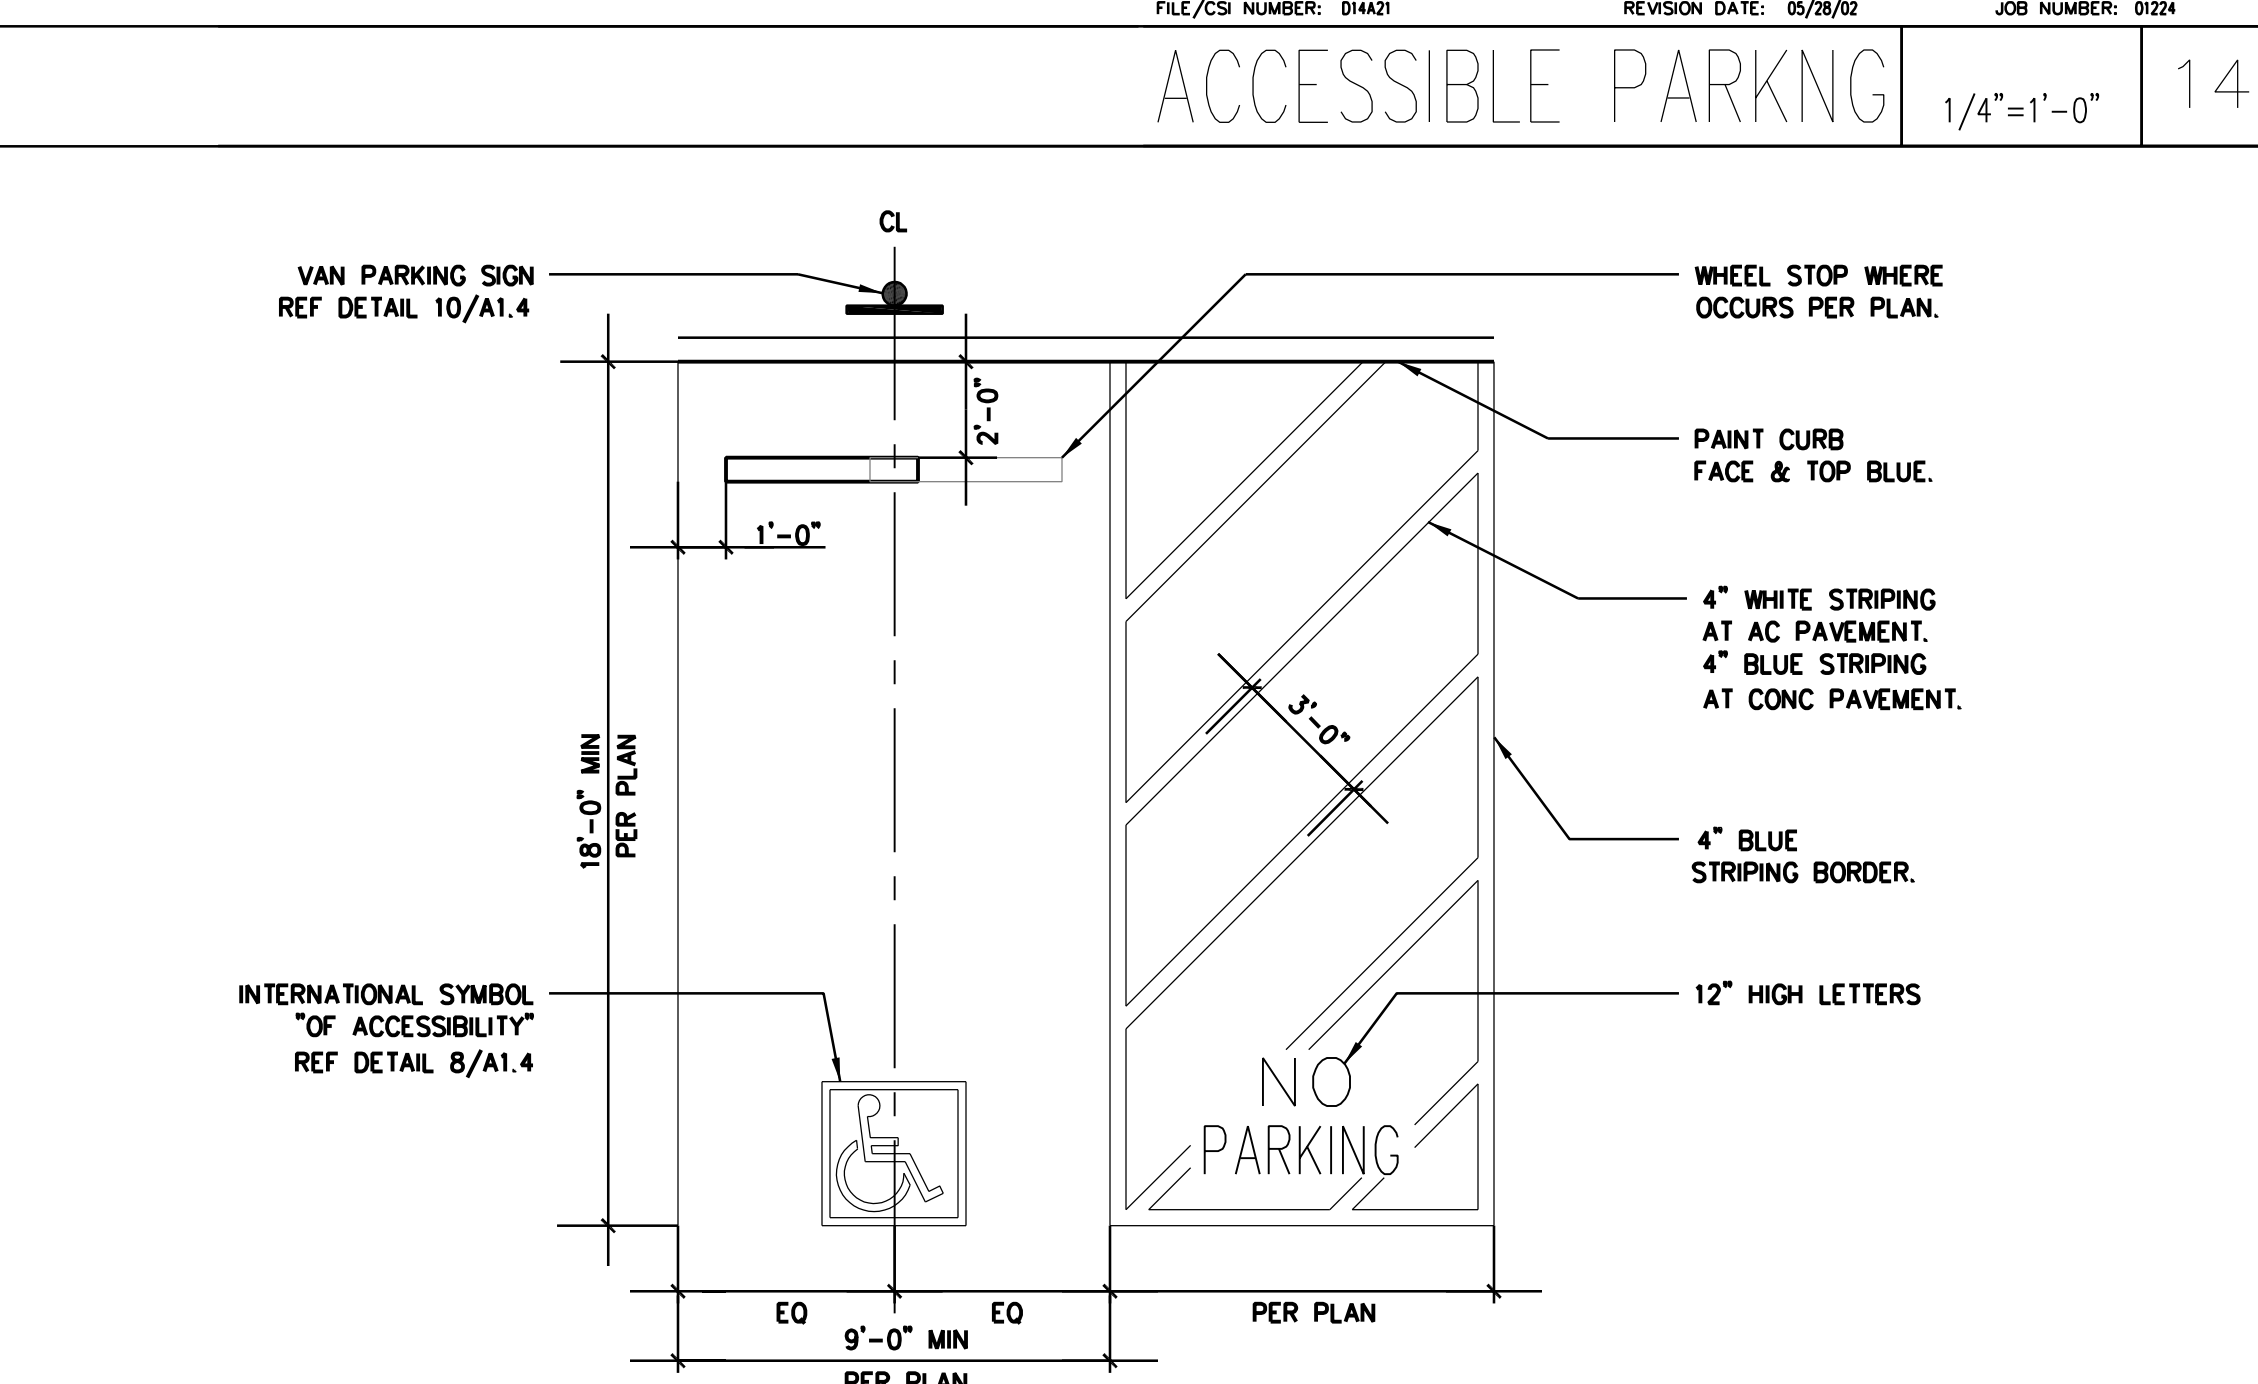 FILE/CSI NUMBER: D14A21 REVISION DATE: 05/28/02 JOB NUMBER: 01224
ACCESSIBLE PARKNG 1/4"=1'-0" 14
CL
VAN PARKING SIGN
REF DETAIL 10/A1.4
WHEEL STOP WHERE
OCCURS PER PLAN.
2'-0"
PAINT CURB
FACE & TOP BLUE.
1'-0"
4" WHITE STRIPING
AT AC PAVEMENT.
4" BLUE STRIPING
AT CONC PAVEMENT.
3'-0"
18'-0" MIN
PER PLAN
4" BLUE
STRIPING BORDER.
INTERNATIONAL SYMBOL
"OF ACCESSIBILITY"
REF DETAIL 8/A1.4
12" HIGH LETTERS
NO
PARKING
EQ EQ PER PLAN
9'-0" MIN
PER PLAN